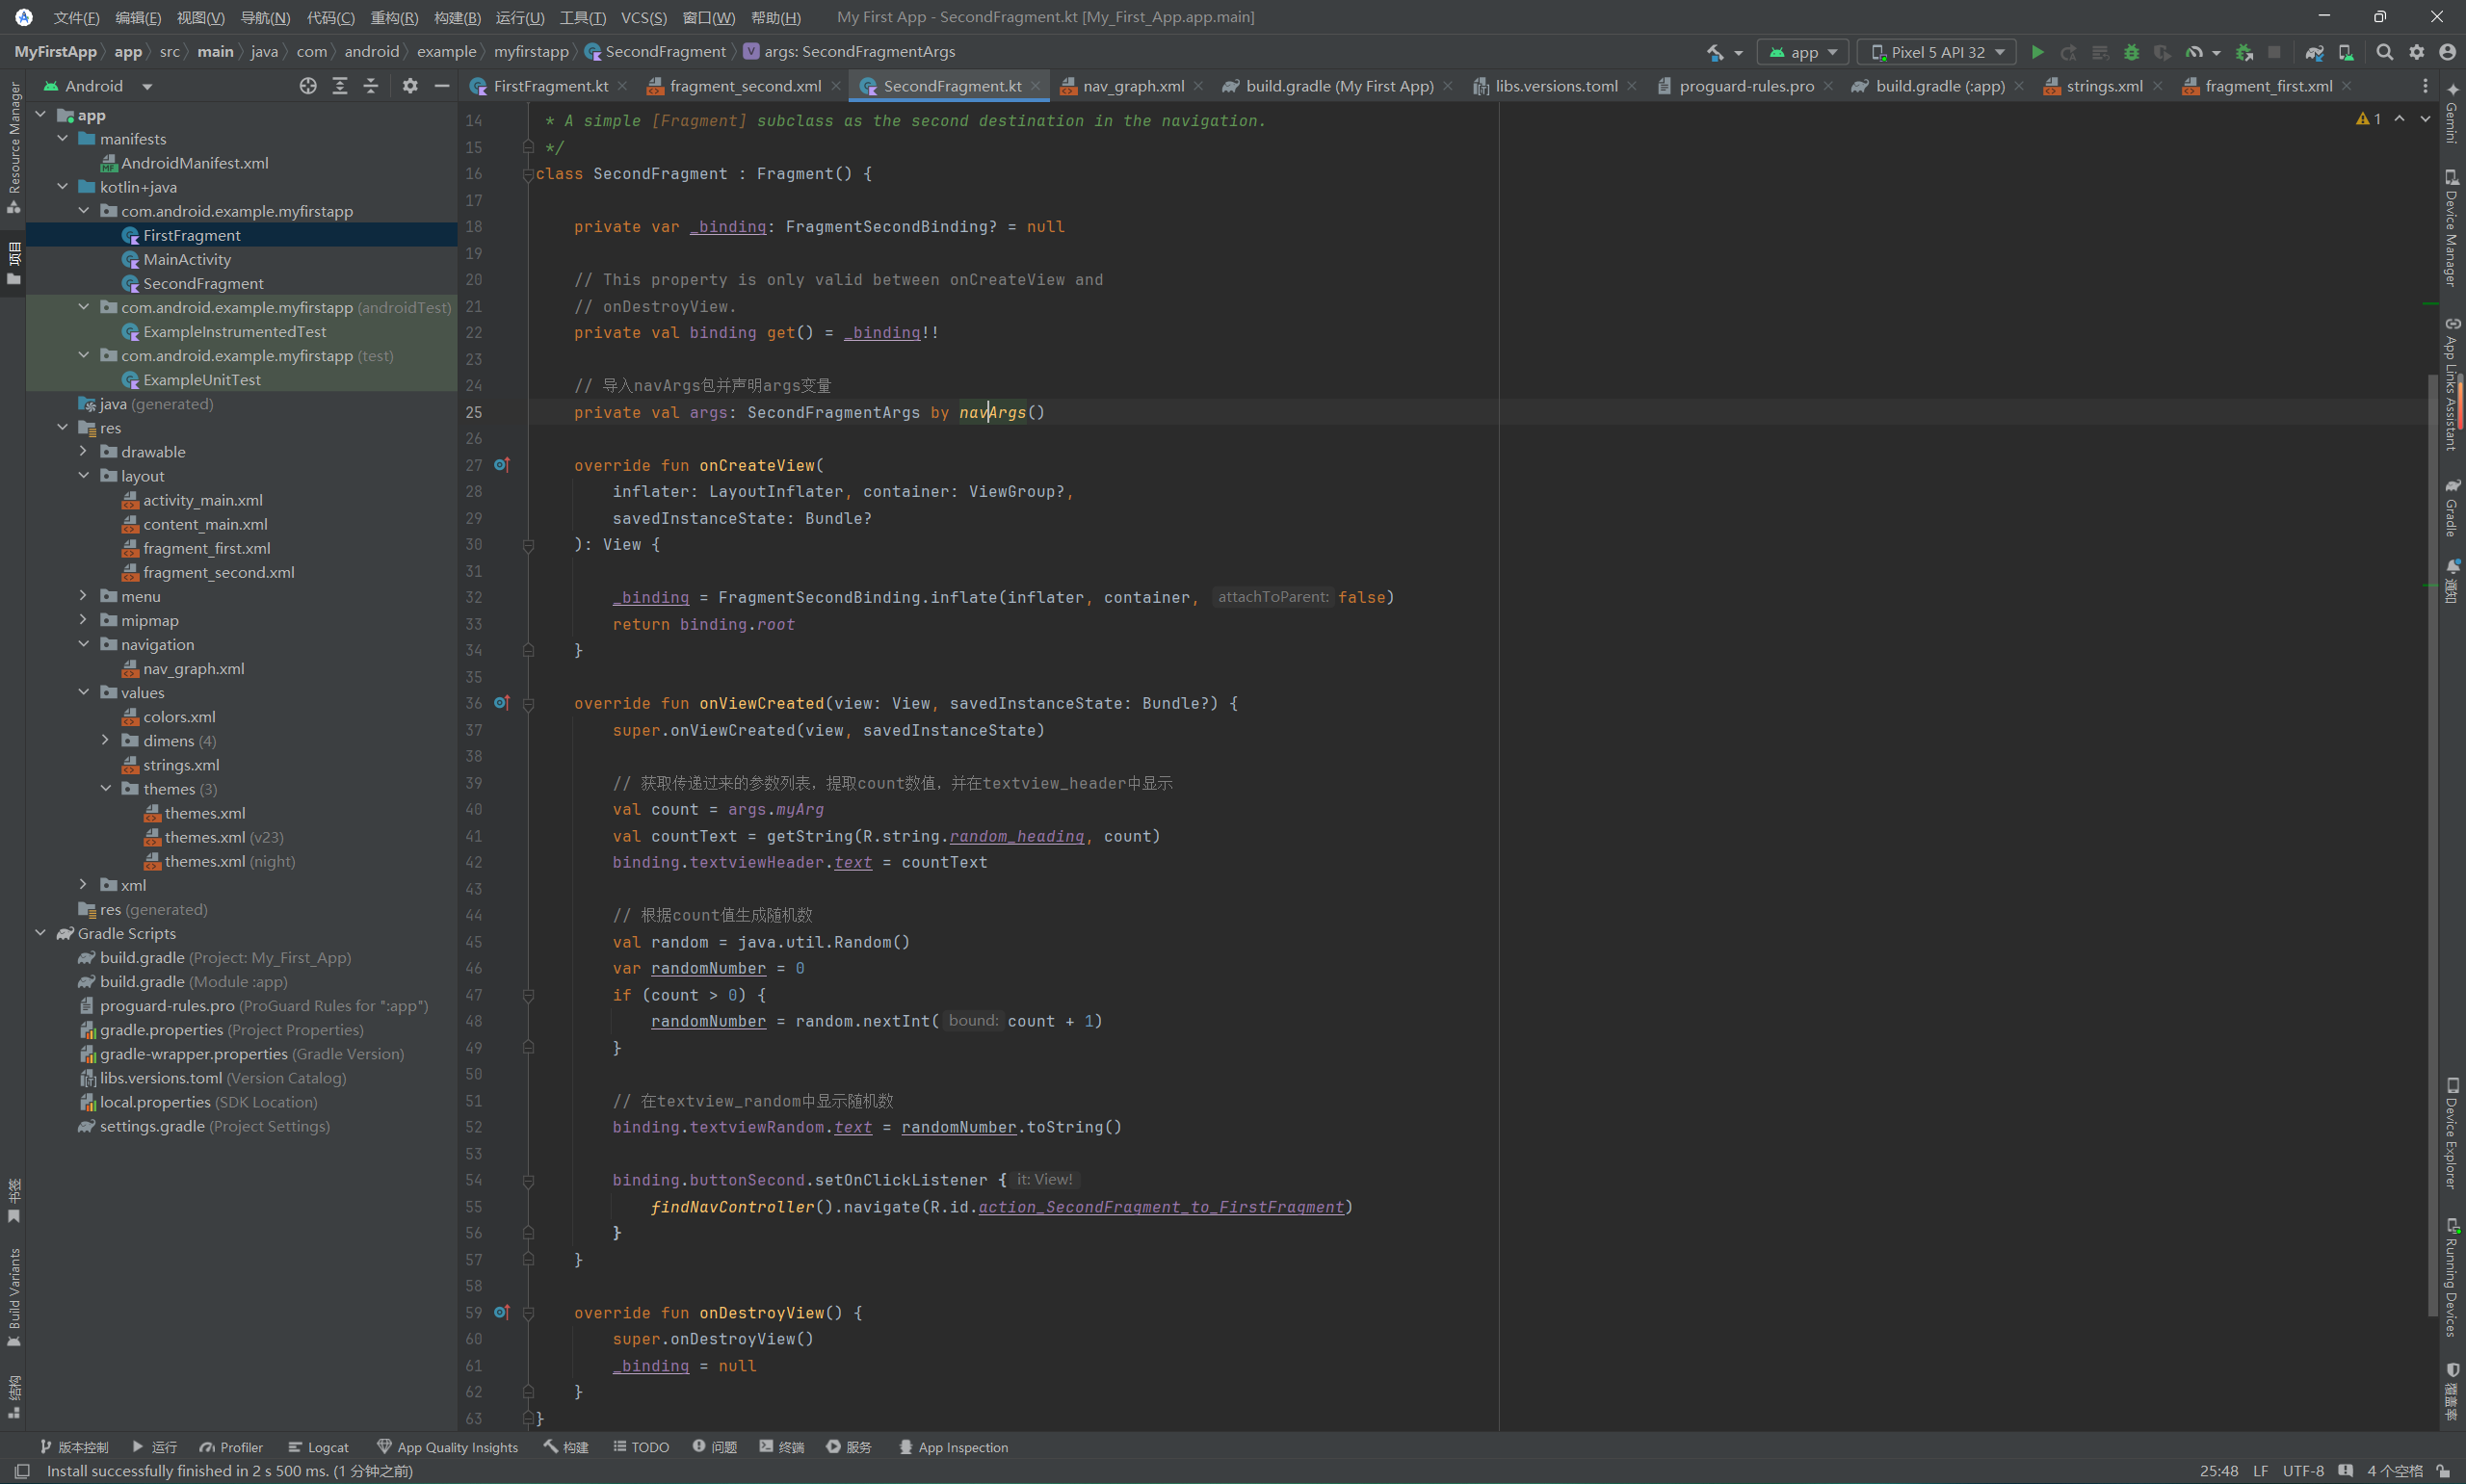 文件(F) 编辑(E) 视图(V) 导航(N) 代码(C) 重构(R) 构建(B) 运行(U) 工具(T) VCS(S) 窗口(W) 帮助(H) My First App - SecondFragment.kt [My_First_App.app.main]
MyFirstApp app src main java com android example myfirstapp SecondFragment args: SecondFragmentArgs app Pixel 5 API 32
Android
FirstFragment.kt fragment_second.xml SecondFragment.kt nav_graph.xml build.gradle (My First App) libs.versions.toml proguard-rules.pro build.gradle (:app) strings.xml fragment_first.xml
Resource Manager
项目
书签
Build Variants
结构
app
manifests
AndroidManifest.xml
kotlin+java
com.android.example.myfirstapp
FirstFragment
MainActivity
SecondFragment
com.android.example.myfirstapp (androidTest)
ExampleInstrumentedTest
com.android.example.myfirstapp (test)
ExampleUnitTest
java (generated)
res
drawable
layout
activity_main.xml
content_main.xml
fragment_first.xml
fragment_second.xml
menu
mipmap
navigation
nav_graph.xml
values
colors.xml
dimens (4)
strings.xml
themes (3)
themes.xml
themes.xml (v23)
themes.xml (night)
xml
res (generated)
Gradle Scripts
build.gradle (Project: My_First_App)
build.gradle (Module :app)
proguard-rules.pro (ProGuard Rules for ":app")
gradle.properties (Project Properties)
gradle-wrapper.properties (Gradle Version)
libs.versions.toml (Version Catalog)
local.properties (SDK Location)
settings.gradle (Project Settings)
1
14 * A simple [Fragment] subclass as the second destination in the navigation.
15 */
16 class SecondFragment : Fragment() {
17
18 private var _binding: FragmentSecondBinding? = null
19
20 // This property is only valid between onCreateView and
21 // onDestroyView.
22 private val binding get() = _binding!!
23
24 // 导入navArgs包并声明args变量
25 private val args: SecondFragmentArgs by navArgs()
26
27 override fun onCreateView(
28 inflater: LayoutInflater, container: ViewGroup?,
29 savedInstanceState: Bundle?
30 ): View {
31
32 _binding = FragmentSecondBinding.inflate(inflater, container, attachToParent: false)
33 return binding.root
34 }
35
36 override fun onViewCreated(view: View, savedInstanceState: Bundle?) {
37 super.onViewCreated(view, savedInstanceState)
38
39 // 获取传递过来的参数列表，提取count数值，并在textview_header中显示
40 val count = args.myArg
41 val countText = getString(R.string.random_heading, count)
42 binding.textviewHeader.text = countText
43
44 // 根据count值生成随机数
45 val random = java.util.Random()
46 var randomNumber = 0
47 if (count > 0) {
48 randomNumber = random.nextInt( bound: count + 1)
49 }
50
51 // 在textview_random中显示随机数
52 binding.textviewRandom.text = randomNumber.toString()
53
54 binding.buttonSecond.setOnClickListener { it: View!
55 findNavController().navigate(R.id.action_SecondFragment_to_FirstFragment)
56 }
57 }
58
59 override fun onDestroyView() {
60 super.onDestroyView()
61 _binding = null
62 }
63 }
Gemini
Device Manager
App Links Assistant
Gradle
通知
Device Explorer
Running Devices
覆盖率
版本控制 运行 Profiler Logcat App Quality Insights 构建 TODO 问题 终端 服务 App Inspection
Install successfully finished in 2 s 500 ms. (1 分钟之前) 25:48 LF UTF-8 4 个空格